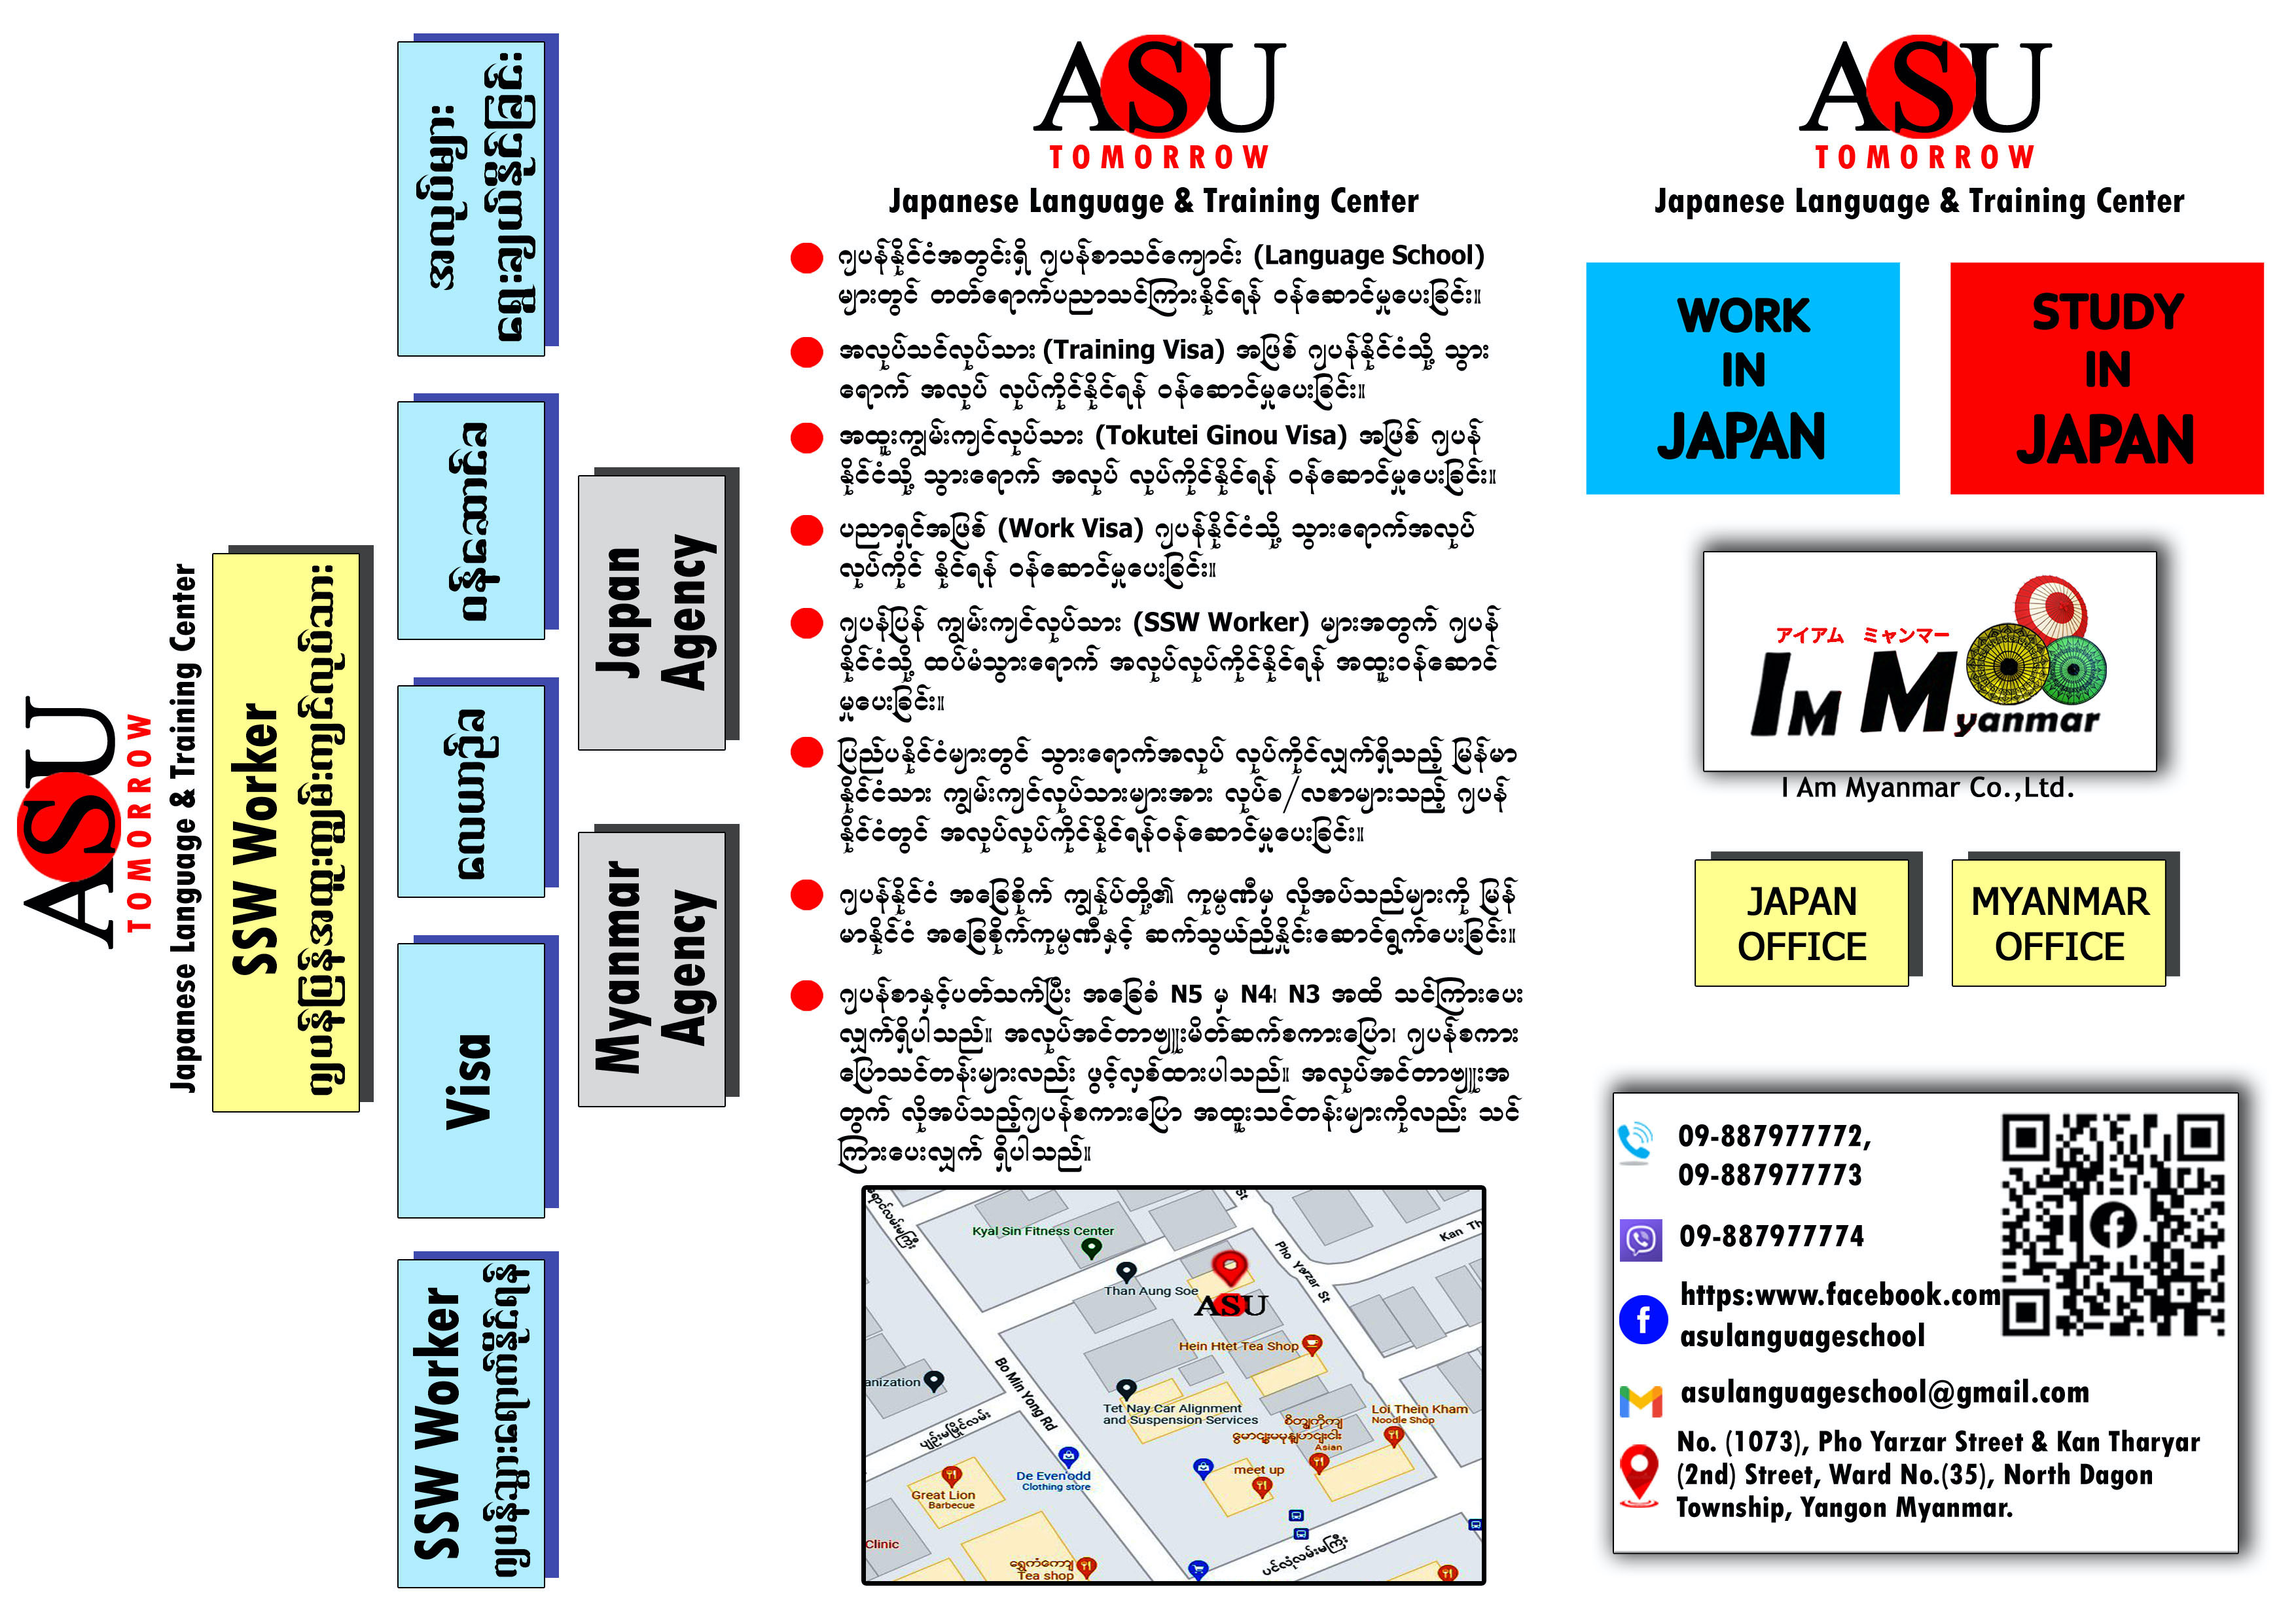 ASU
TOMORROW
Japanese Language & Training Center
SSW Worker
ဂျပန်ပြန်အထူးကျွမ်းကျင်လုပ်သား
အလုပ်များ
ရွေးချယ်နိုင်ခြင်း
ဝန်ဆောင်ခ
လေယာဉ်ခ
Visa
SSW Worker
ဂျပန်သွားရောက်နိုင်ရန်
Japan
Agency
Myanmar
Agency
ASU
TOMORROW
Japanese Language & Training Center
ဂျပန်နိုင်ငံအတွင်းရှိ ဂျပန်စာသင်ကျောင်း (Language School)
များတွင် တတ်ရောက်ပညာသင်ကြားနိုင်ရန် ဝန်ဆောင်မှုပေးခြင်း။
အလုပ်သင်လုပ်သား (Training Visa) အဖြစ် ဂျပန်နိုင်ငံသို့ သွား
ရောက် အလုပ် လုပ်ကိုင်နိုင်ရန် ဝန်ဆောင်မှုပေးခြင်း။
အထူးကျွမ်းကျင်လုပ်သား (Tokutei Ginou Visa) အဖြစ် ဂျပန်
နိုင်ငံသို့ သွားရောက် အလုပ် လုပ်ကိုင်နိုင်ရန် ဝန်ဆောင်မှုပေးခြင်း။
ပညာရှင်အဖြစ် (Work Visa) ဂျပန်နိုင်ငံသို့ သွားရောက်အလုပ်
လုပ်ကိုင် နိုင်ရန် ဝန်ဆောင်မှုပေးခြင်း။
ဂျပန်ပြန် ကျွမ်းကျင်လုပ်သား (SSW Worker) များအတွက် ဂျပန်
နိုင်ငံသို့ ထပ်မံသွားရောက် အလုပ်လုပ်ကိုင်နိုင်ရန် အထူးဝန်ဆောင်
မှုပေးခြင်း။
ပြည်ပနိုင်ငံများတွင် သွားရောက်အလုပ် လုပ်ကိုင်လျှက်ရှိသည့် မြန်မာ
နိုင်ငံသား ကျွမ်းကျင်လုပ်သားများအား လုပ်ခ/လစာများသည့် ဂျပန်
နိုင်ငံတွင် အလုပ်လုပ်ကိုင်နိုင်ရန်ဝန်ဆောင်မှုပေးခြင်း။
ဂျပန်နိုင်ငံ အခြေစိုက် ကျွန်ုပ်တို့၏ ကုမ္ပဏီမှ လိုအပ်သည်များကို မြန်
မာနိုင်ငံ အခြေစိုက်ကုမ္ပဏီနှင့် ဆက်သွယ်ညှိနှိုင်းဆောင်ရွက်ပေးခြင်း။
ဂျပန်စာနှင့်ပတ်သက်ပြီး အခြေခံ N5 မှ N4၊ N3 အထိ သင်ကြားပေး
လျှက်ရှိပါသည်။ အလုပ်အင်တာဗျူးမိတ်ဆက်စကားပြော၊ ဂျပန်စကား
ပြောသင်တန်းများလည်း ဖွင့်လှစ်ထားပါသည်။ အလုပ်အင်တာဗျူးအ
တွက် လိုအပ်သည့်ဂျပန်စကားပြော အထူးသင်တန်းများကိုလည်း သင်
ကြားပေးလျှက် ရှိပါသည်။
St
Kyal Sin Fitness Center
Kan Th
Pho Yarzar St
Than Aung Soe
ASU
Hein Htet Tea Shop
anization
Bo Min Yong Rd
Tet Nay Car Alignment
and Suspension Services
Loi Thein Kham
Noodle Shop
Asian
ပျဉ်းမမြိုင်လမ်း
De Even'odd
Clothing store
meet up
Great Lion
Barbecue
Clinic
ပင်လုံလမ်းမကြီး
Tea shop
ASU
TOMORROW
Japanese Language & Training Center
WORK
IN
JAPAN
STUDY
IN
JAPAN
アイアム ミャンマー
IM Myanmar
I Am Myanmar Co.,Ltd.
JAPAN
OFFICE
MYANMAR
OFFICE
09-887977772,
09-887977773
09-887977774
https:www.facebook.com
asulanguageschool
asulanguageschool@gmail.com
No. (1073), Pho Yarzar Street & Kan Tharyar
(2nd) Street, Ward No.(35), North Dagon
Township, Yangon Myanmar.